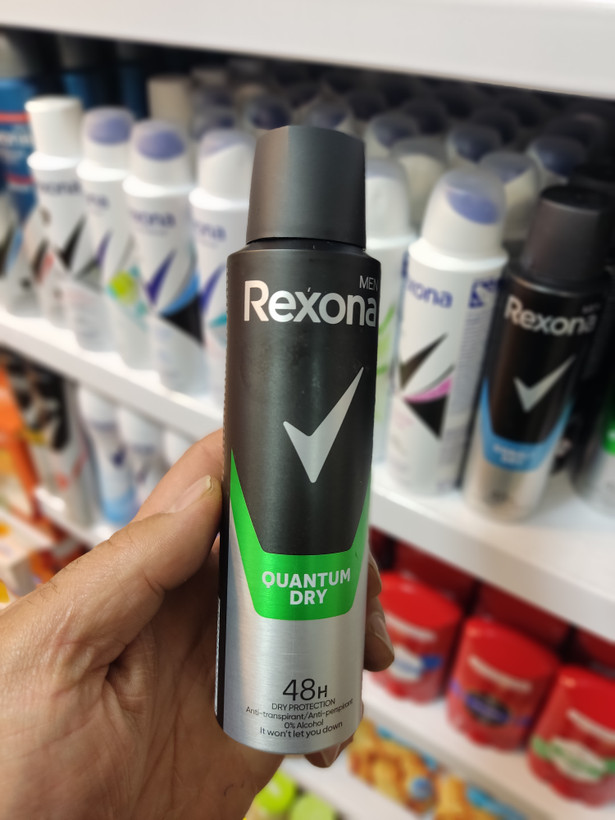 MEN
Rexona
QUANTUM
DRY
48H
DRY PROTECTION
Anti-transpirant/Anti-perspirant
0% Alcohol
it won't let you down
Rexona
Rexona